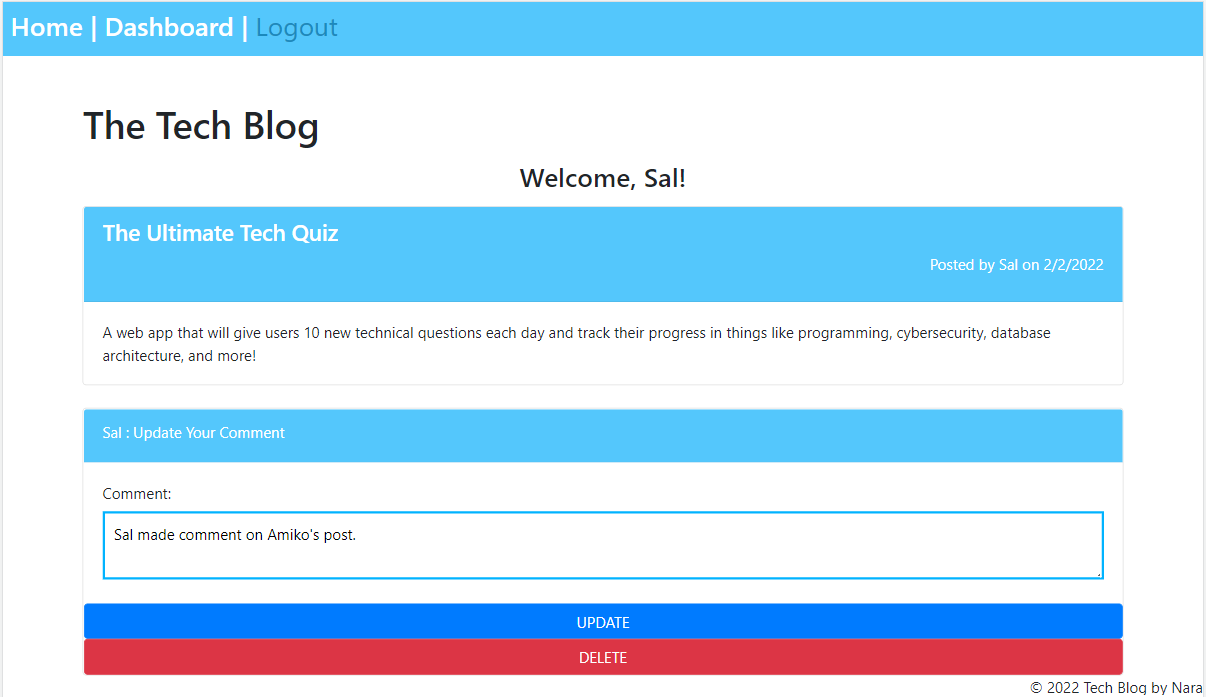 Home | Dashboard | Logout
The Tech Blog
Welcome, Sal!
The Ultimate Tech Quiz
Posted by Sal on 2/2/2022
A web app that will give users 10 new technical questions each day and track their progress in things like programming, cybersecurity, database
architecture, and more!
Sal : Update Your Comment
Comment:
Sal made comment on Amiko's post.
UPDATE
DELETE
© 2022 Tech Blog by Nara